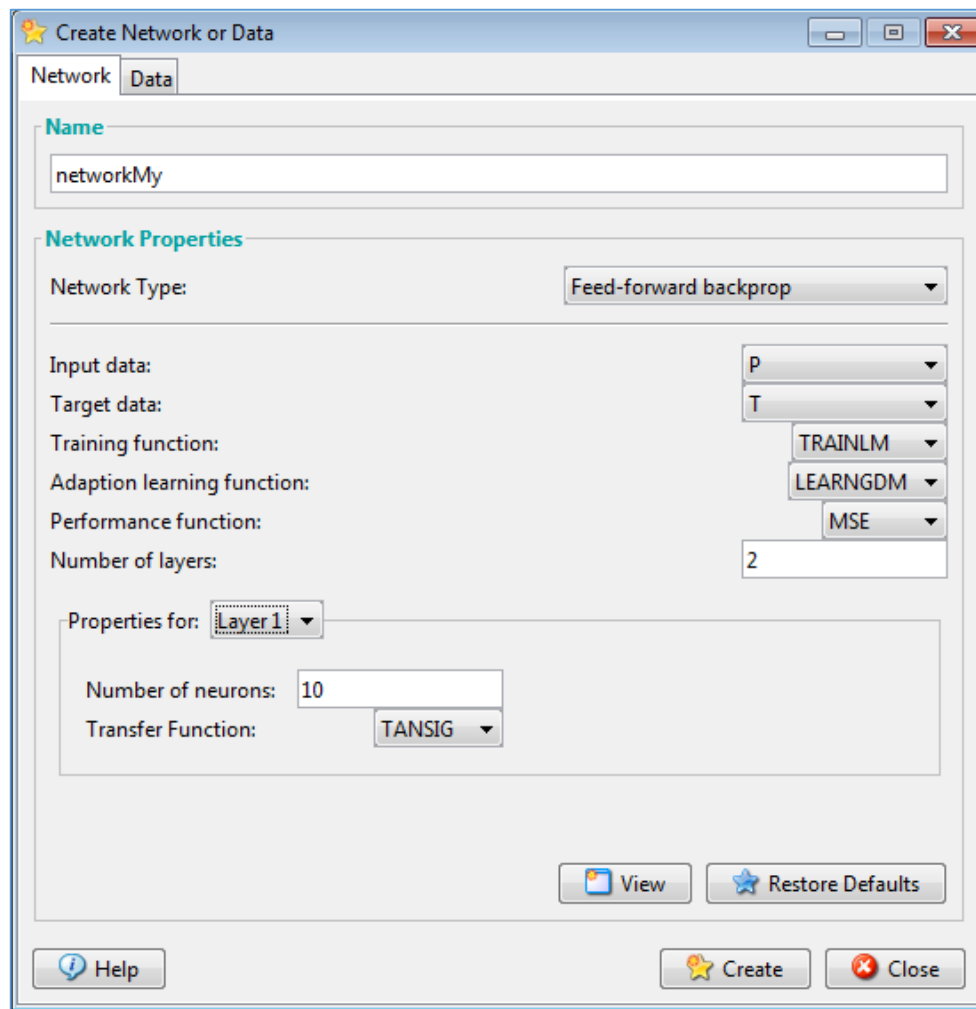 Create Network or Data
Network Data
Name
networkMy
Network Properties
Network Type: Feed-forward backprop
Input data: P
Target data: T
Training function: TRAINLM
Adaption learning function: LEARNGDM
Performance function: MSE
Number of layers: 2
Properties for: Layer 1
Number of neurons: 10
Transfer Function: TANSIG
View Restore Defaults
Help Create Close